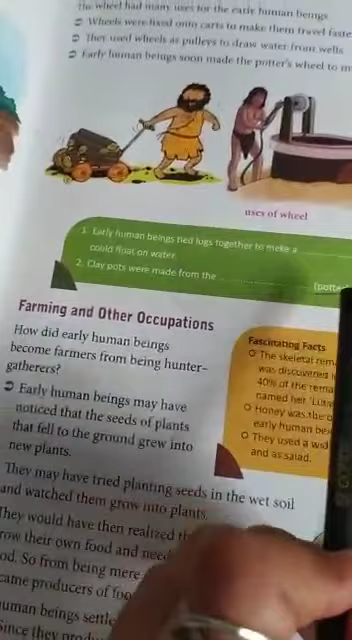 The wheel had many uses for the early human beings
Wheels were fixed onto carts to make them travel faste
They used wheels as pulleys to draw water from wells
Early human beings soon made the potter's wheel to m
uses of wheel
1. Early human beings tied logs together to make a
could float on water.
2. Clay pots were made from the
(potte
Farming and Other Occupations
How did early human beings
become farmers from being hunter-
gatherers?
Early human beings may have
noticed that the seeds of plants
that fell to the ground grew into
new plants.
They may have tried planting seeds in the wet soil
and watched them grow into plants.
They would have then realized
row their own food and need
od. So from being mere
came producers of foo
uman beings settle
Since they produ
Fascinating Facts
The skeletal rem
was discovered
40% of the rema
named her 'Lu
Honey was the o
early human bei
They used a wid
and as salad.